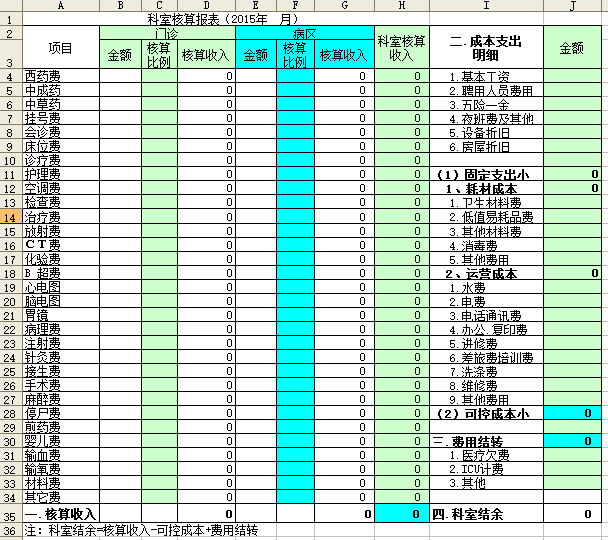 A B C D E F G H I J
1 科室核算报表（2015年　月）
2 门诊 病区
3 项目 金额 核算比例 核算收入 金额 核算比例 核算收入 科室核算收入 二.成本支出明细 金额
4 西药费 0 0 0 1.基本工资
5 中成药 0 0 0 2.聘用人员费用
6 中草药 0 0 0 3.五险一金
7 挂号费 0 0 0 4.夜班费及其他
8 会诊费 0 0 0 5.设备折旧
9 床位费 0 0 0 6.房屋折旧
10 诊疗费 0 0 0
11 护理费 0 0 0 （1）固定支出小 0
12 空调费 0 0 0 1、耗材成本 0
13 检查费 0 0 0 1.卫生材料费
14 治疗费 0 0 0 2.低值易耗品费
15 放射费 0 0 0 3.其他材料费
16 ＣＴ费 0 0 0 4.消毒费
17 化验费 0 0 0 5.其他费用
18 B 超费 0 0 0 2、运营成本 0
19 心电图 0 0 0 1.水费
20 脑电图 0 0 0 2.电费
21 胃镜 0 0 0 3.电话通讯费
22 病理费 0 0 0 4.办公.复印费
23 注射费 0 0 0 5.进修费
24 针灸费 0 0 0 6.差旅费培训费
25 接生费 0 0 0 7.洗涤费
26 手术费 0 0 0 8.维修费
27 麻醉费 0 0 0 9.其他费用
28 停尸费 0 0 0 （2）可控成本小 0
29 煎药费 0 0 0
30 婴儿费 0 0 0 三.费用结转 0
31 输血费 0 0 0 1.医疗欠费
32 输氧费 0 0 0 2.ICU计费
33 材料费 0 0 0 3.其他
34 其它费 0 0 0
35 一.核算收入 0 0 0 四.科室结余 0
36 注：科室结余=核算收入-可控成本+费用结转